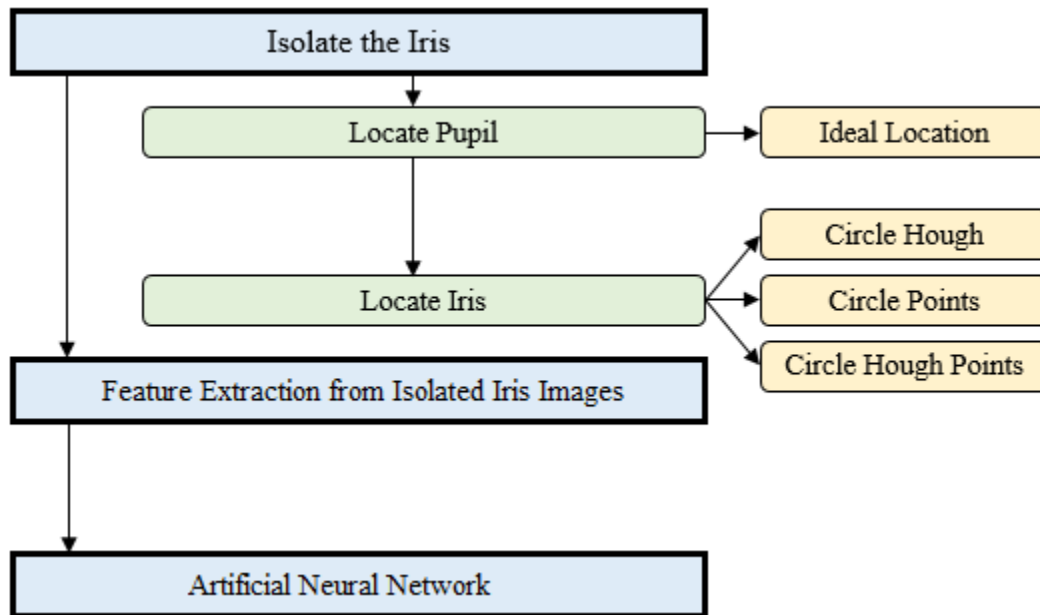 Isolate the Iris
Locate Pupil
Ideal Location
Circle Hough
Locate Iris
Circle Points
Circle Hough Points
Feature Extraction from Isolated Iris Images
Artificial Neural Network